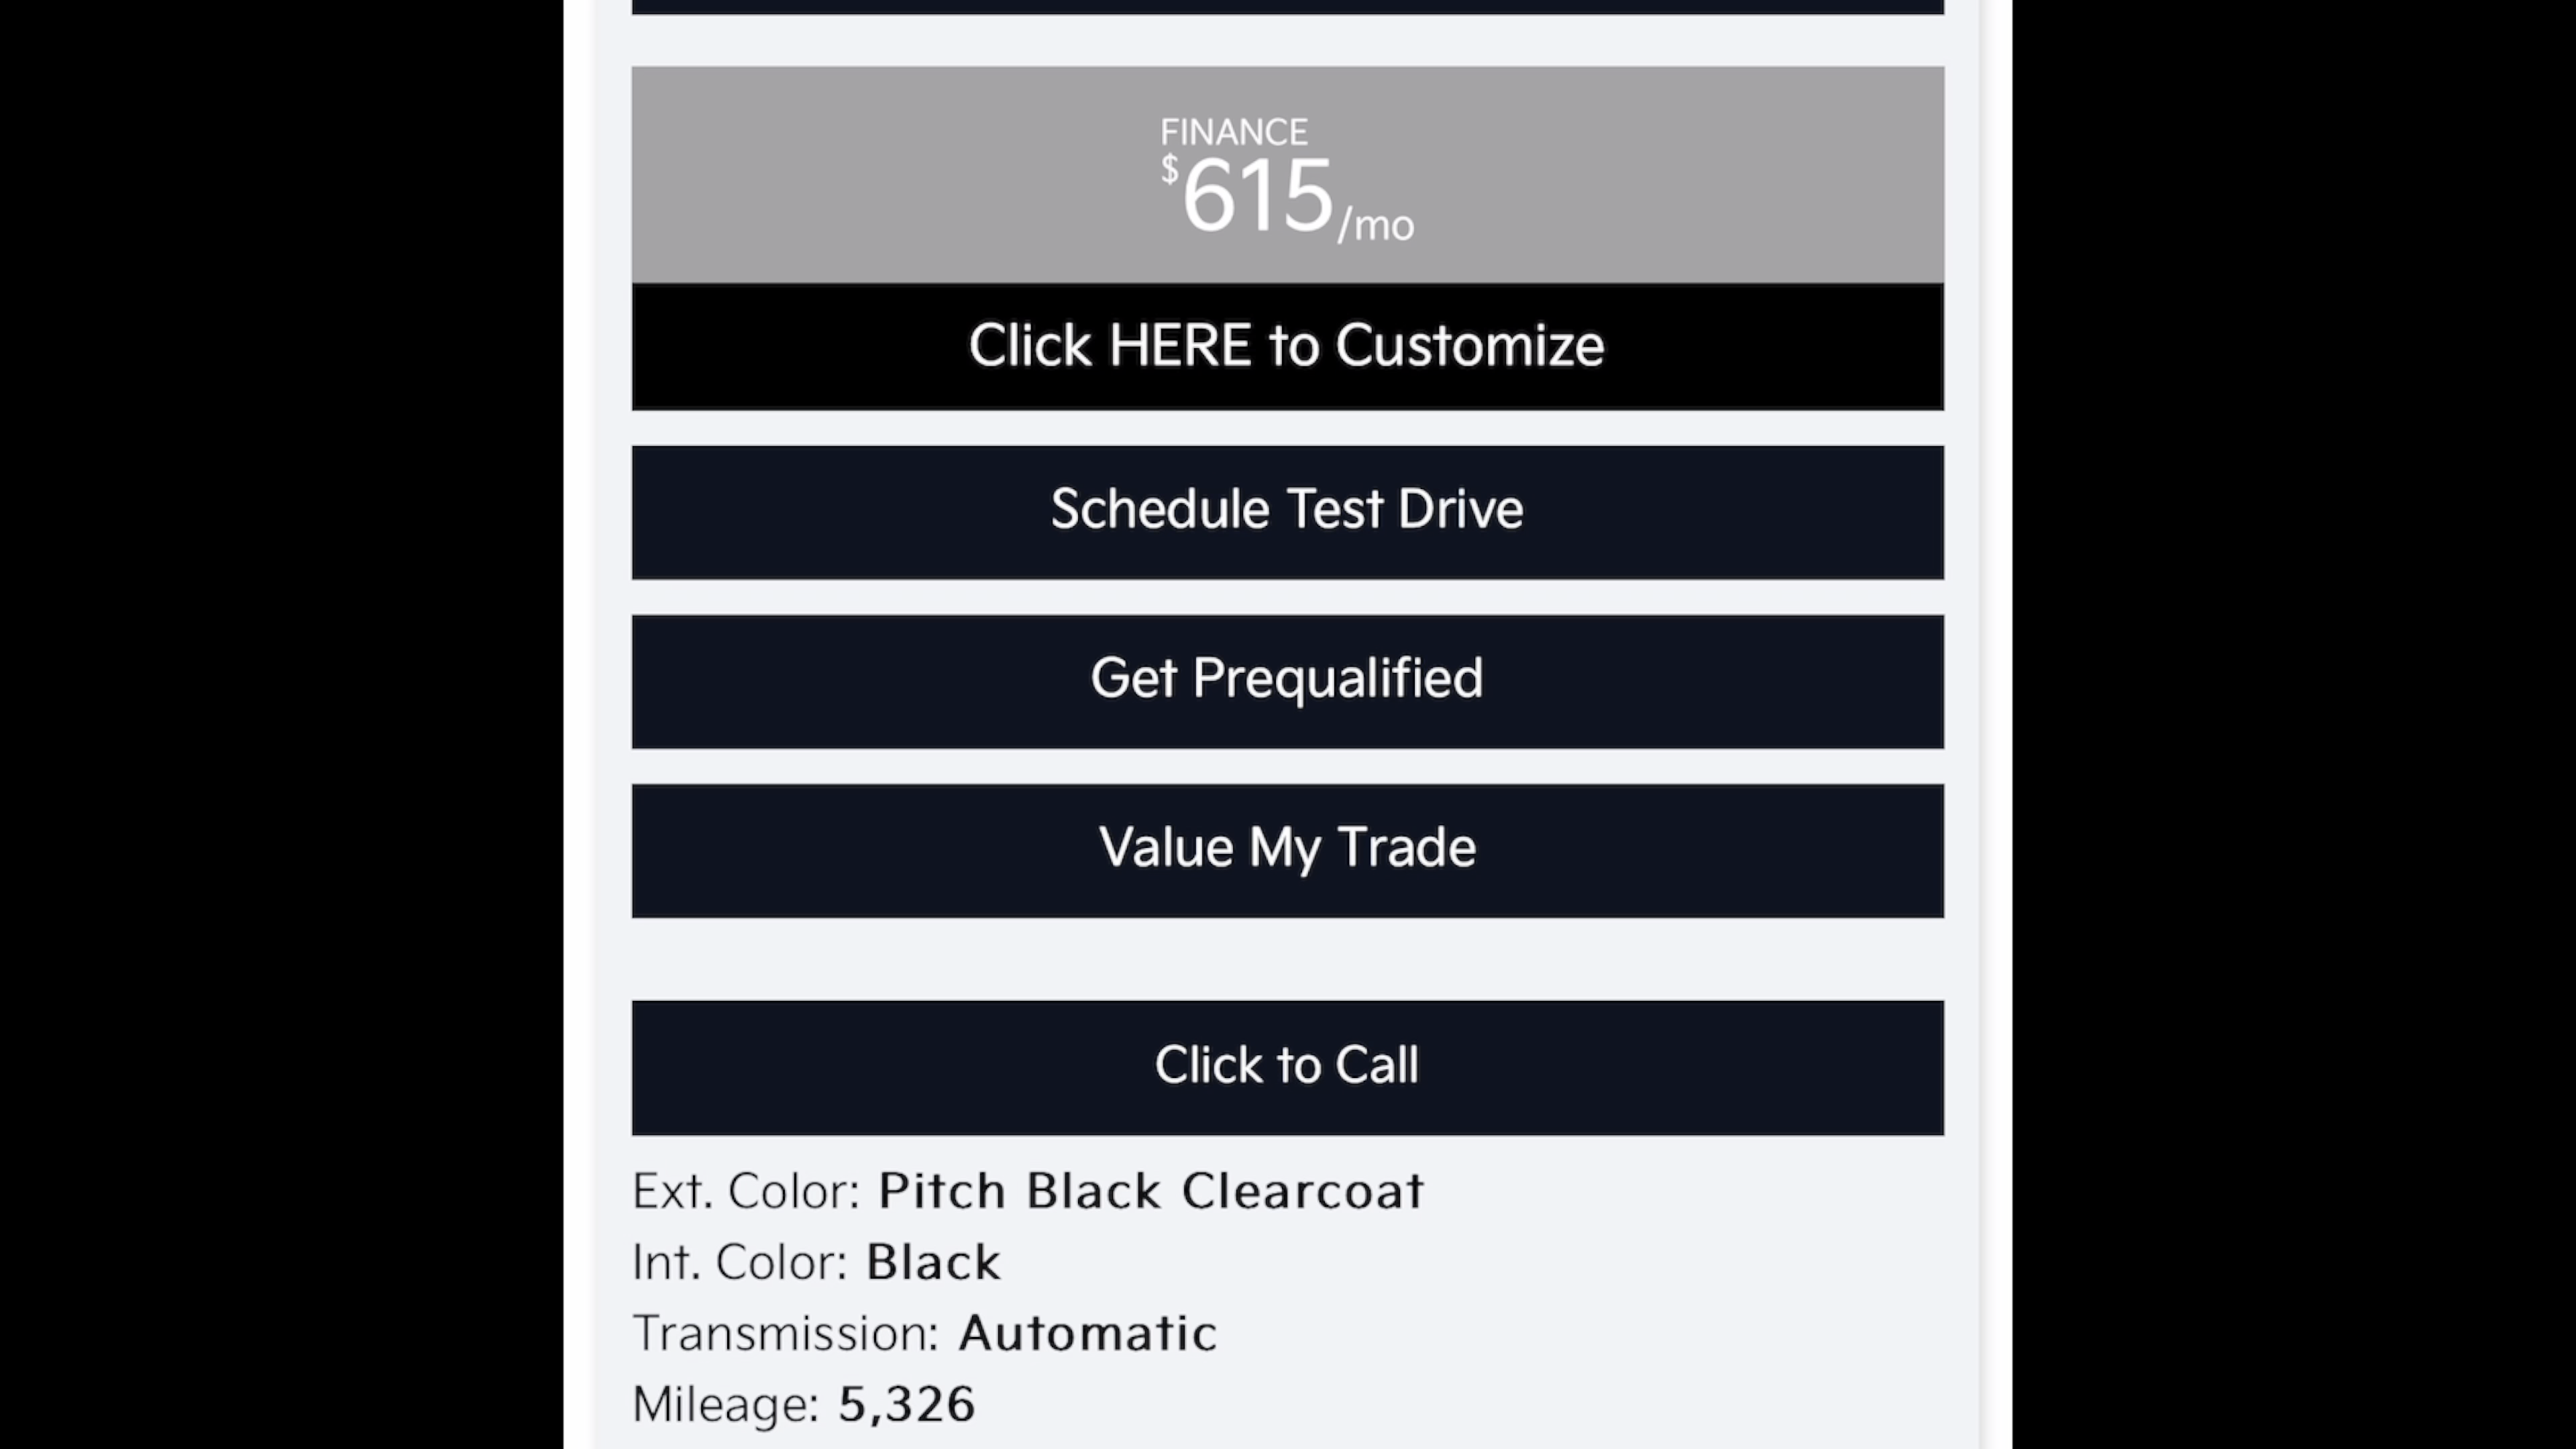 FINANCE
$615/mo
Click HERE to Customize
Schedule Test Drive
Get Prequalified
Value My Trade
Click to Call
Ext. Color: Pitch Black Clearcoat
Int. Color: Black
Transmission: Automatic
Mileage: 5,326